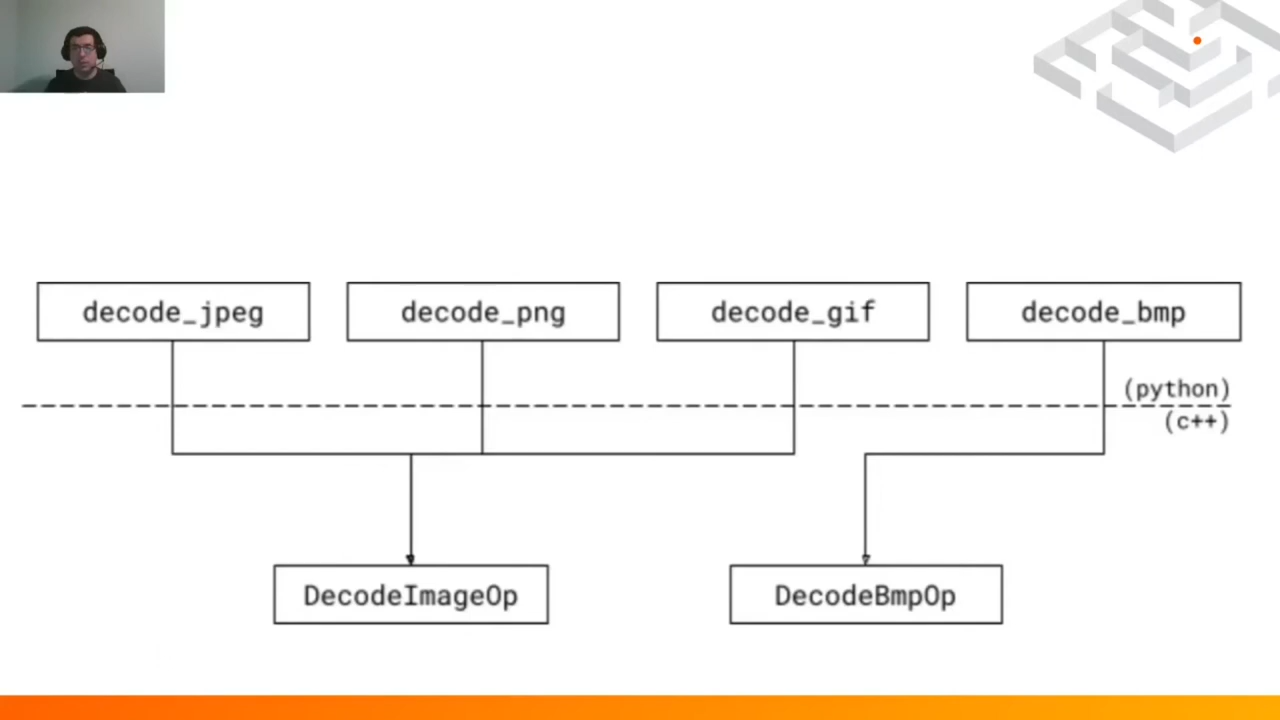 decode_jpeg
decode_png
decode_gif
decode_bmp
(python)
(c++)
DecodeImageOp
DecodeBmpOp